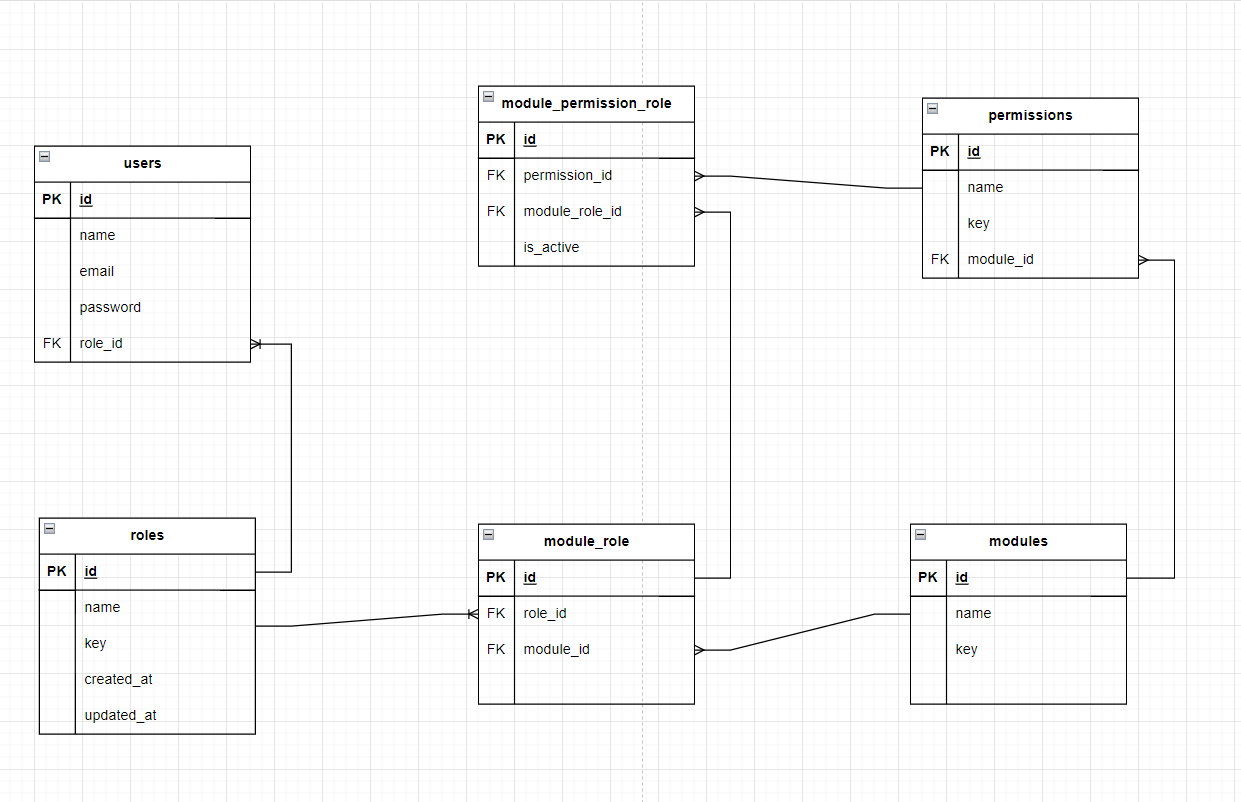 users
PK id
name
email
password
FK role_id
module_permission_role
PK id
FK permission_id
FK module_role_id
is_active
permissions
PK id
name
key
FK module_id
roles
PK id
name
key
created_at
updated_at
module_role
PK id
FK role_id
FK module_id
modules
PK id
name
key